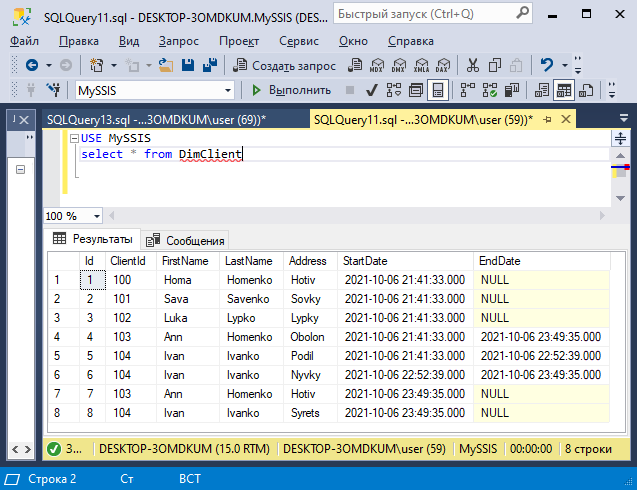 SQLQuery11.sql - DESKTOP-3OMDKUM.MySSIS (DES...
Быстрый запуск (Ctrl+Q)
Файл Правка Вид Запрос Проект Сервис Окно Справка
Создать запрос MDX DMX XMLA DAX
MySSIS Выполнить
SQLQuery13.sql -...3OMDKUM\user (69))* SQLQuery11.sql -...3OMDKUM\user (59))*
USE MySSIS
select * from DimClient
100 %
Результаты Сообщения
Id ClientId FirstName LastName Address StartDate EndDate
1 1 100 Homa Homenko Hotiv 2021-10-06 21:41:33.000 NULL
2 2 101 Sava Savenko Sovky 2021-10-06 21:41:33.000 NULL
3 3 102 Luka Lypko Lypky 2021-10-06 21:41:33.000 NULL
4 4 103 Ann Homenko Obolon 2021-10-06 21:41:33.000 2021-10-06 23:49:35.000
5 5 104 Ivan Ivanko Podil 2021-10-06 21:41:33.000 2021-10-06 22:52:39.000
6 6 104 Ivan Ivanko Nyvky 2021-10-06 22:52:39.000 2021-10-06 23:49:35.000
7 7 103 Ann Homenko Hotiv 2021-10-06 23:49:35.000 NULL
8 8 104 Ivan Ivanko Syrets 2021-10-06 23:49:35.000 NULL
З... DESKTOP-3OMDKUM (15.0 RTM) DESKTOP-3OMDKUM\user (59) MySSIS 00:00:00 8 строки
Строка 2 Ст ВСТ